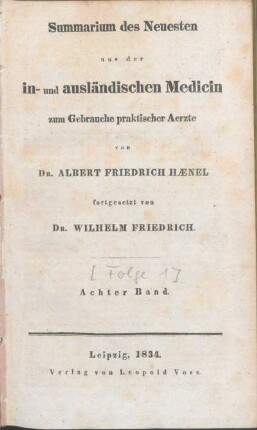 Summarium des Neuesten
aus der
in- und ausländischen Medicin
zum Gebrauche praktischer Aerzte
von
Dr. ALBERT FRIEDRICH HÆNEL
fortgesetzt von
Dr. WILHELM FRIEDRICH.
[Folge 1]
Achter Band.
Leipzig, 1834.
Verlag von Leopold Voss.